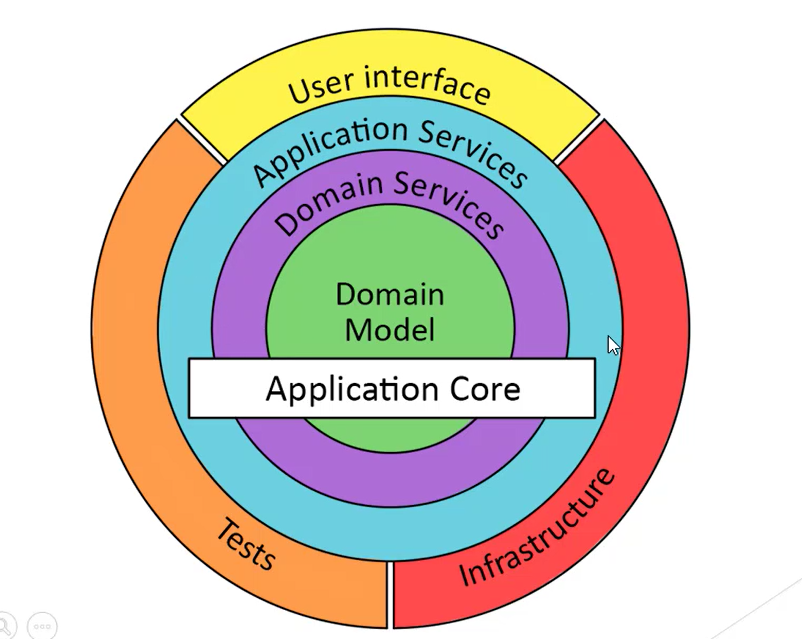 User interface
Application Services
Domain Services
Domain
Model
Application Core
Tests
Infrastructure